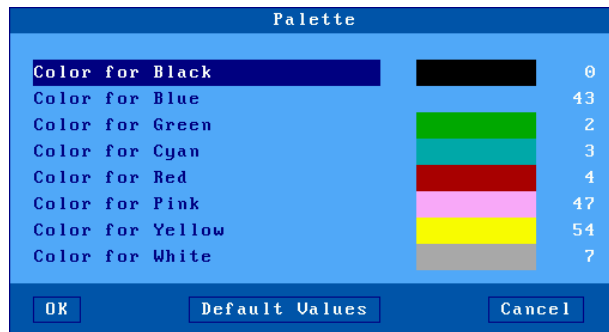 Palette
Color for Black 0
Color for Blue 43
Color for Green 2
Color for Cyan 3
Color for Red 4
Color for Pink 47
Color for Yellow 54
Color for White 7
OK Default Values Cancel